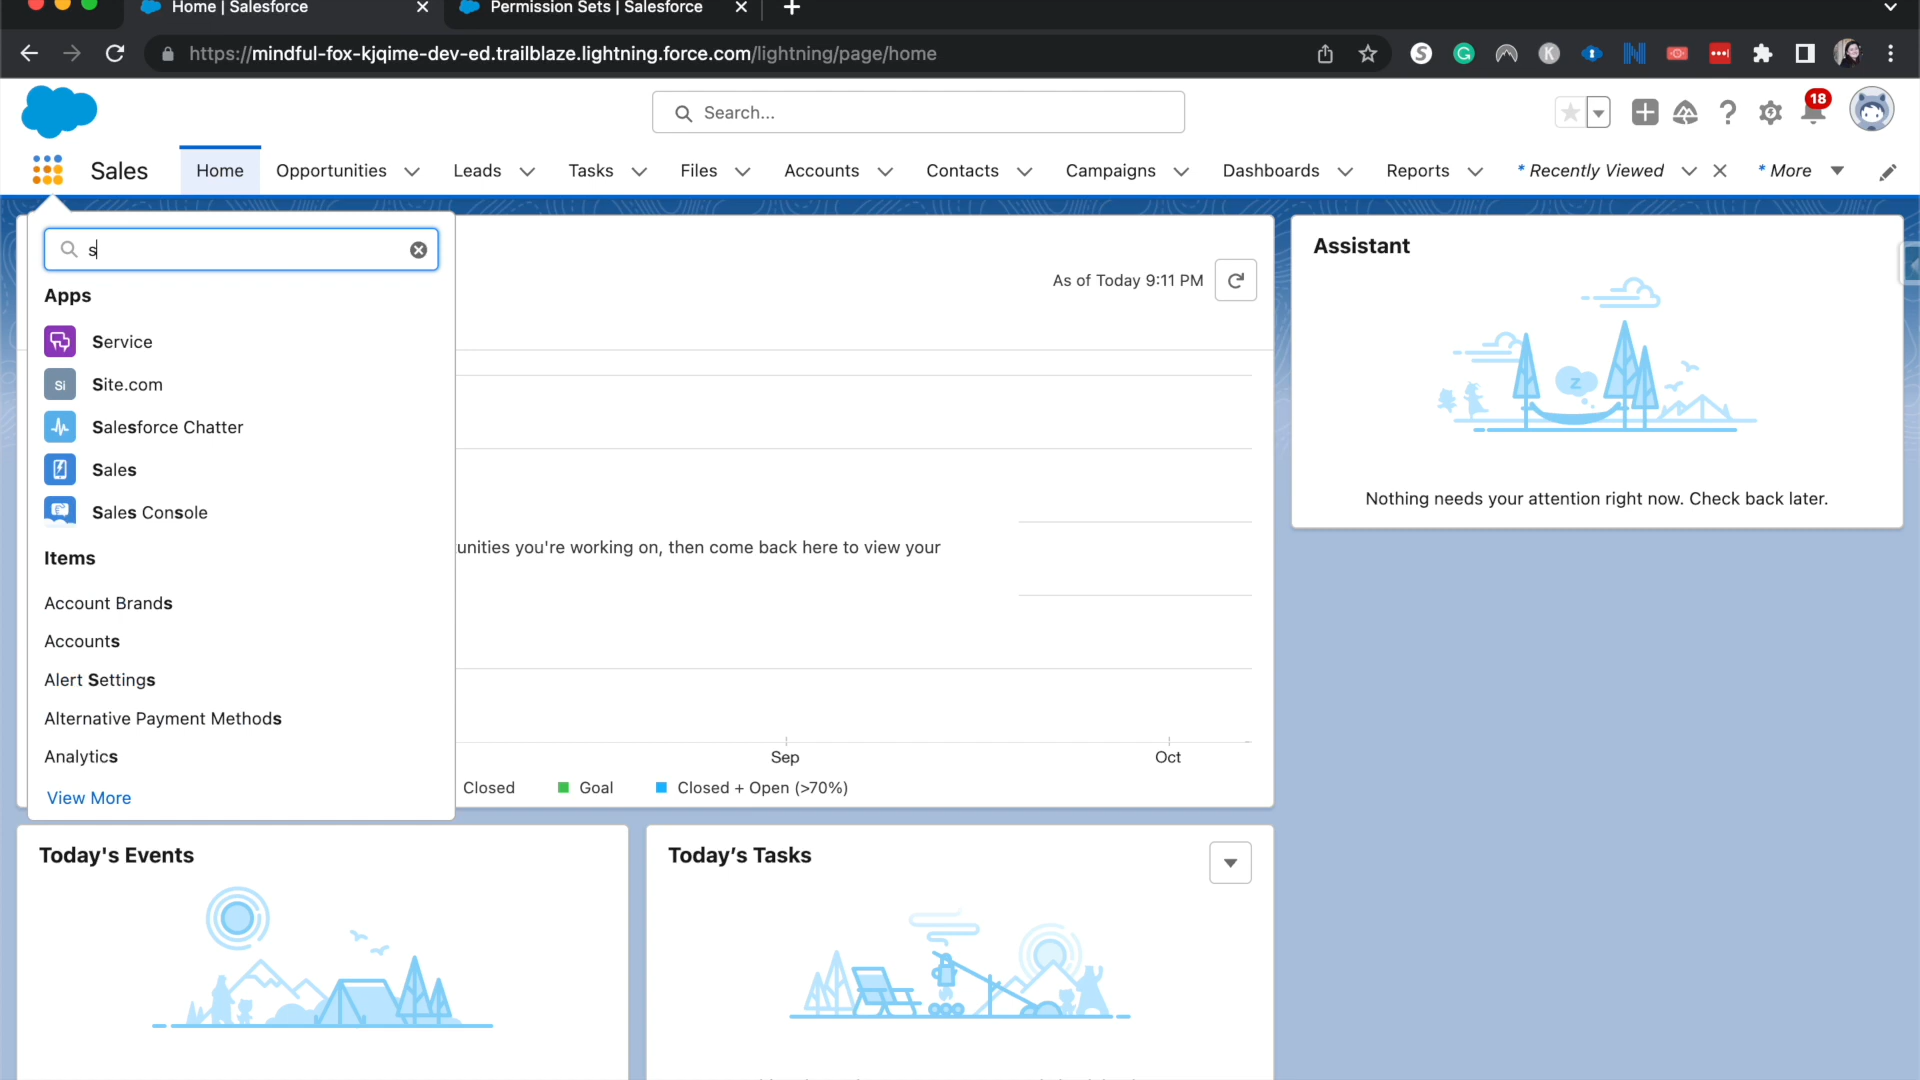 Home | Salesforce
Permission Sets | Salesforce
https://mindful-fox-kjqime-dev-ed.trailblaze.lightning.force.com/lightning/page/home
Search...
18
Sales
Home
Opportunities
Leads
Tasks
Files
Accounts
Contacts
Campaigns
Dashboards
Reports
* Recently Viewed
* More
s
Apps
Service
Si
Site.com
Salesforce Chatter
Sales
Sales Console
Items
Account Brands
Accounts
Alert Settings
Alternative Payment Methods
Analytics
View More
As of Today 9:11 PM
unities you're working on, then come back here to view your
Sep
Oct
Closed
Goal
Closed + Open (>70%)
Assistant
z
Nothing needs your attention right now. Check back later.
Today's Events
Today’s Tasks